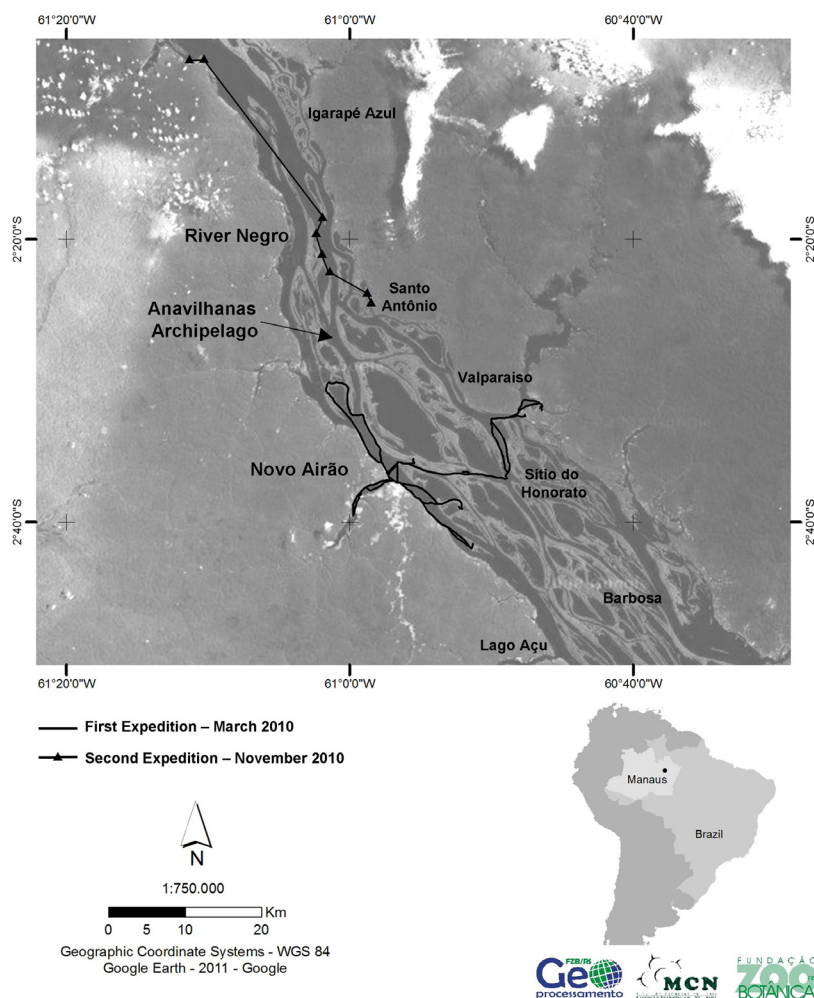 61°20'0"W 61°0'0"W 60°40'0"W
Igarapé Azul
River Negro
2°20'0"S 2°20'0"S
Santo
Antônio
Anavilhanas
Archipelago
Valparaiso
Novo Airão
Sítio do
Honorato
2°40'0"S 2°40'0"S
Barbosa
Lago Açu
61°20'0"W 61°0'0"W 60°40'0"W
First Expedition – March 2010
Second Expedition – November 2010
Manaus
Brazil
N
1:750.000
Km
0 5 10 20
Geographic Coordinate Systems - WGS 84
Google Earth - 2011 - Google
FZB/RS
Geo
processamento
MCN
FUNDAÇÃO
ZOO
BOTÂNICA